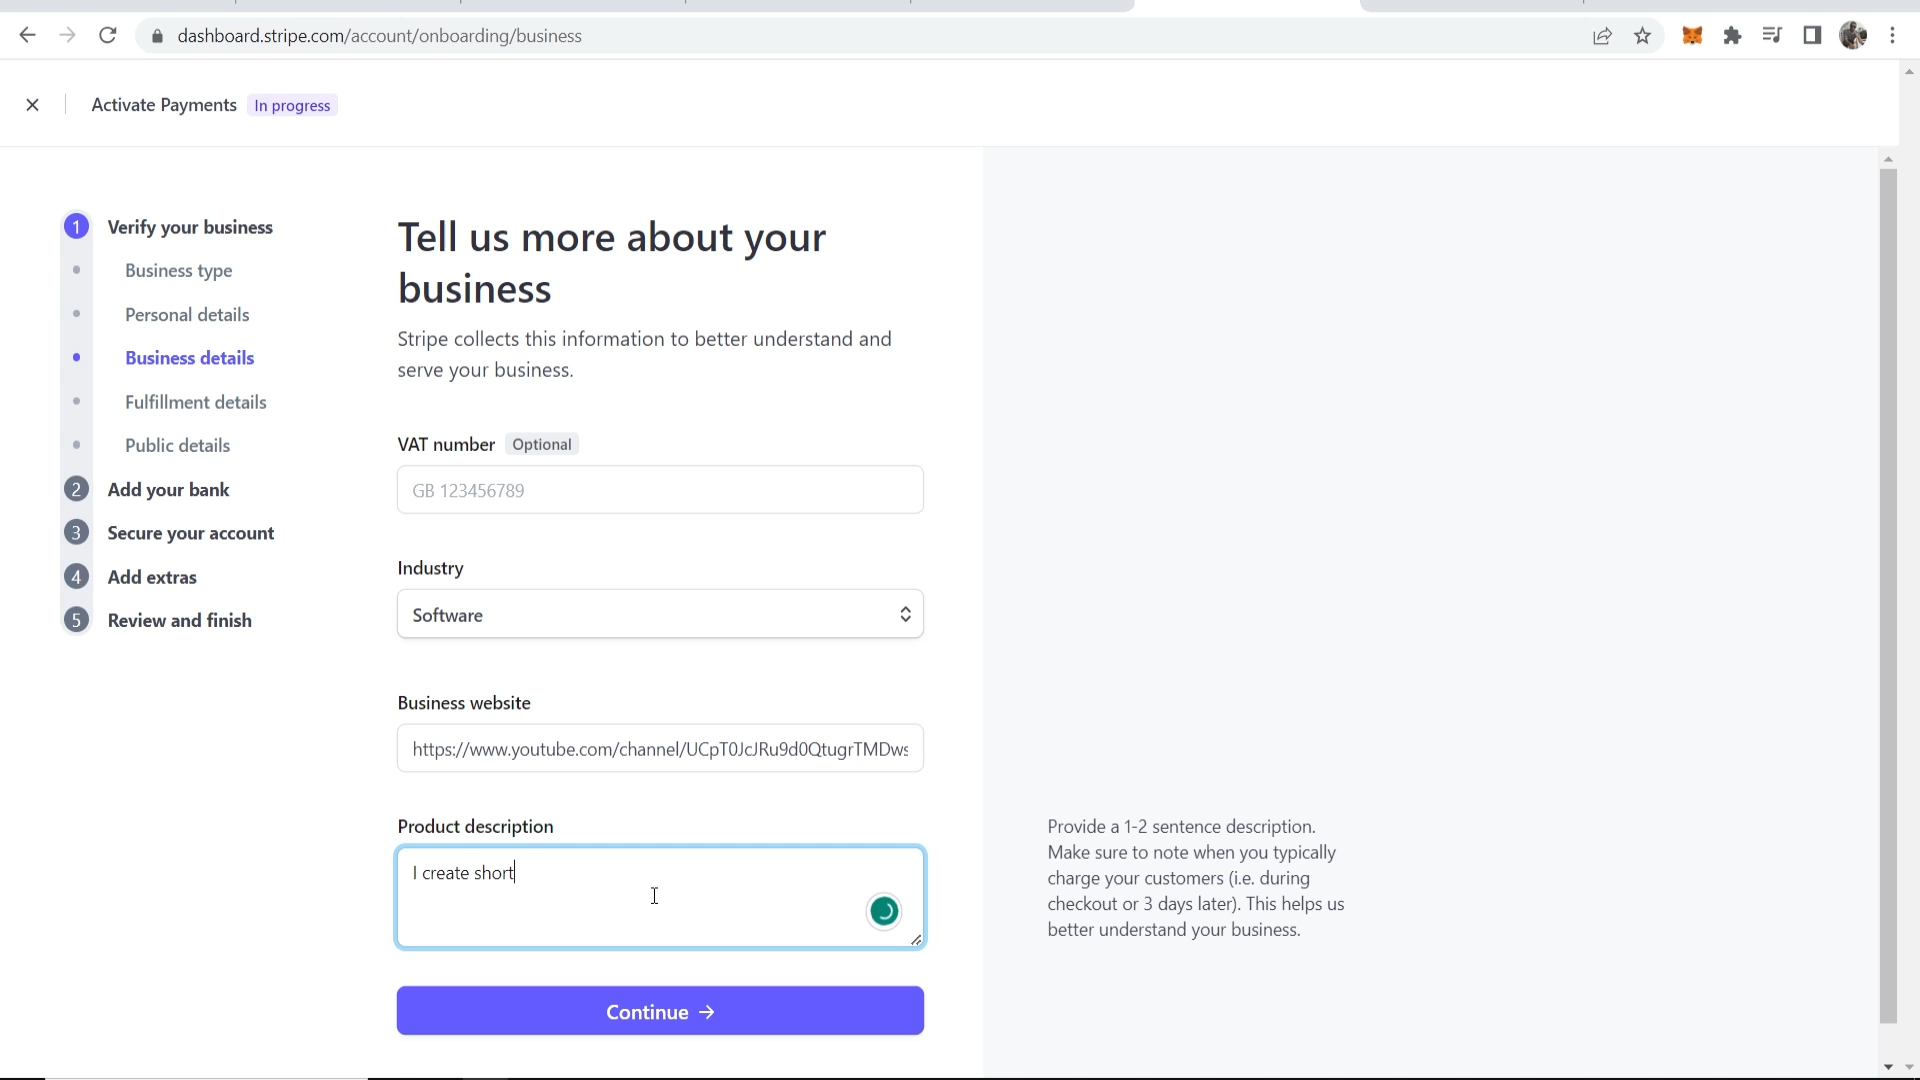 dashboard.stripe.com/account/onboarding/business
Activate Payments In progress
1 Verify your business
Business type
Personal details
Business details
Fulfillment details
Public details
2 Add your bank
3 Secure your account
4 Add extras
5 Review and finish
Tell us more about your
business
Stripe collects this information to better understand and
serve your business.
VAT number Optional
GB 123456789
Industry
Software
Business website
https://www.youtube.com/channel/UCpT0JcJRu9d0QtugrTMDws
Product description
I create short
Continue →
Provide a 1-2 sentence description.
Make sure to note when you typically
charge your customers (i.e. during
checkout or 3 days later). This helps us
better understand your business.